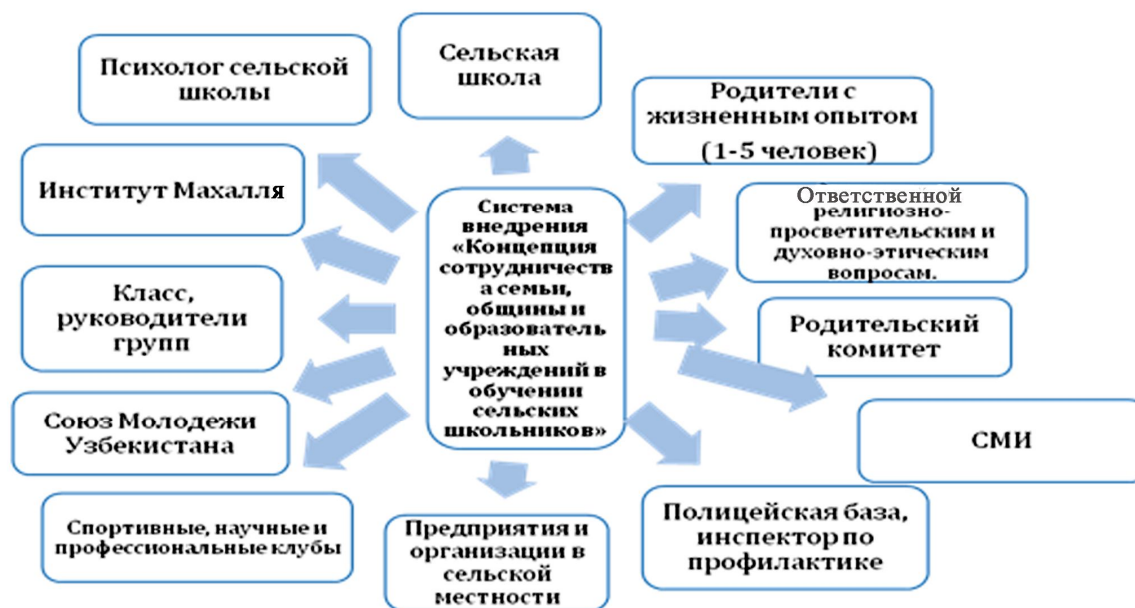 Психолог сельской
школы
Сельская
школа
Родители с
жизненным опытом
(1-5 человек)
Институт Махалля
Ответственной
религиозно-
просветительским и
духовно-этическим
вопросам.
Система
внедрения
«Концепция
сотрудничеств
а семьи,
общины и
образователь
ных
учреждений в
обучении
сельских
школьников»
Класс,
руководители
групп
Родительский
комитет
Союз Молодежи
Узбекистана
СМИ
Спортивные, научные и
профессиональные клубы
Предприятия и
организации в
сельской
местности
Полицейская база,
инспектор по
профилактике